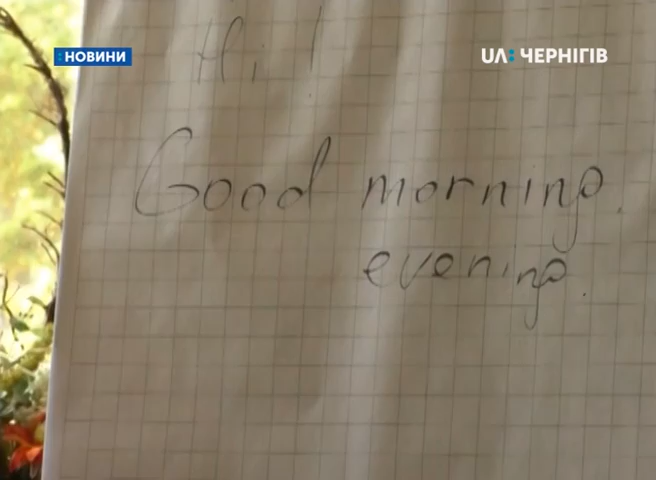 :НОВИНИ
UA: ЧЕРНІГІВ
Hi!
Good morning.
evening.